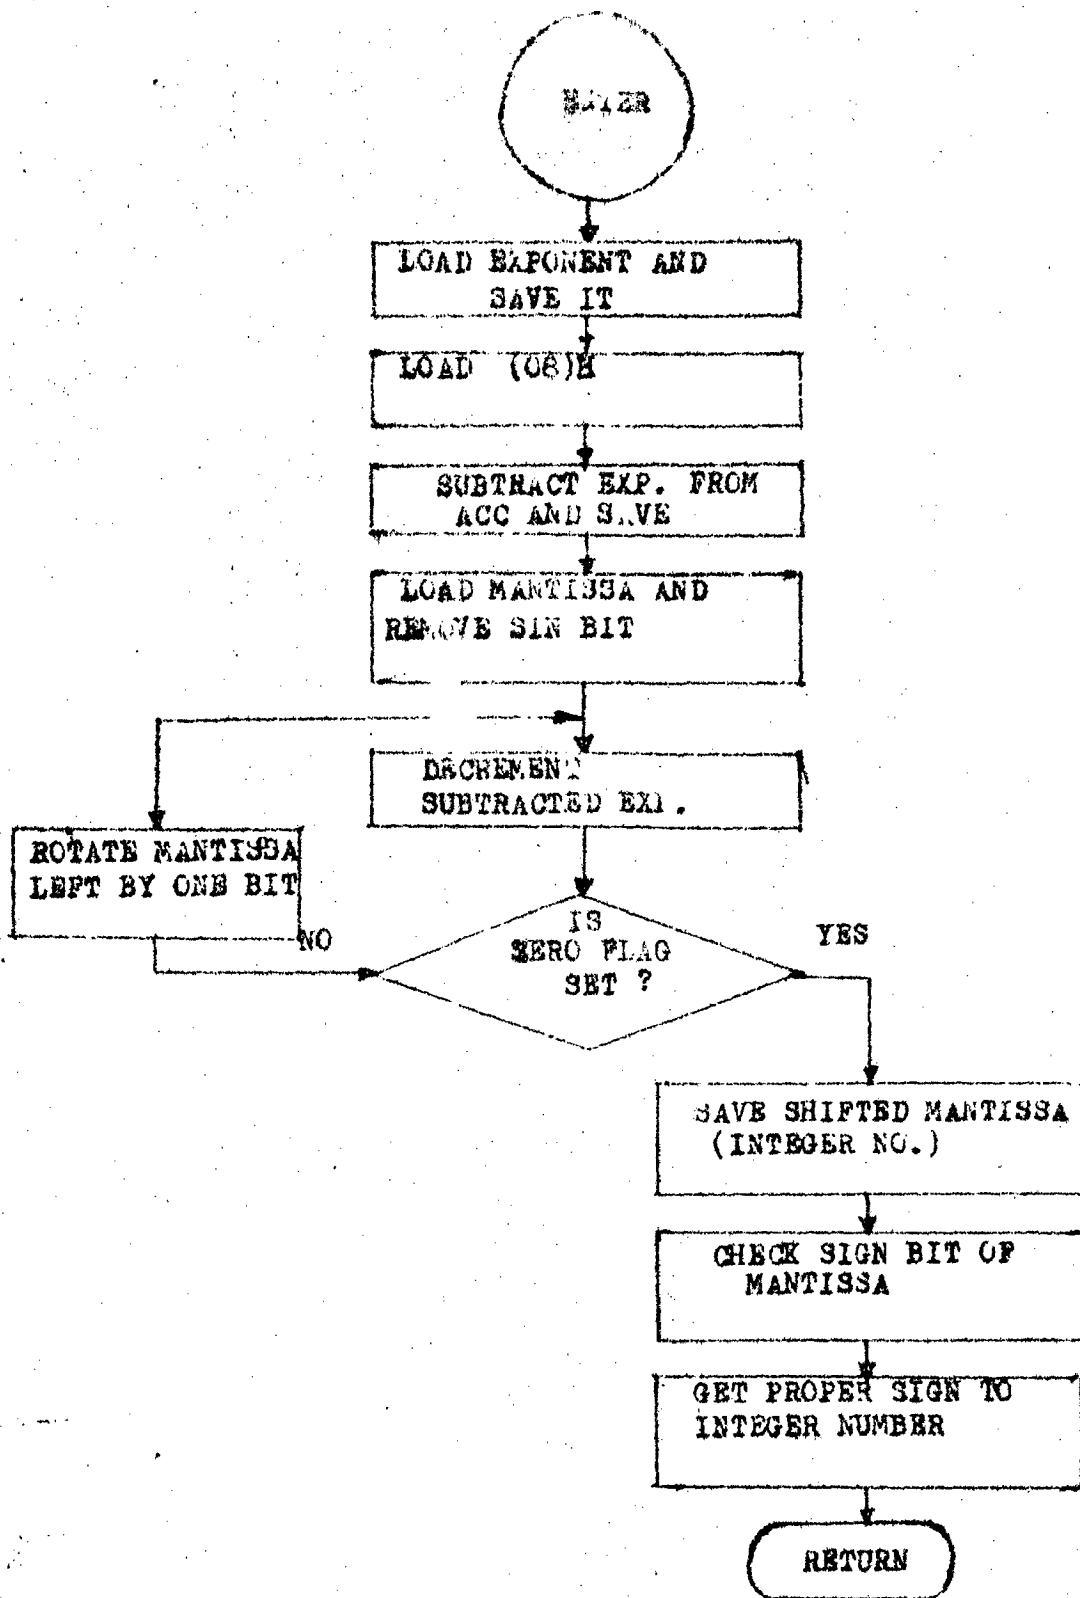 ENTER
LOAD EXPONENT AND
SAVE IT
LOAD (08)H
SUBTRACT EXP. FROM
ACC AND SAVE
LOAD MANTISSA AND
REMOVE SIN BIT
DECREMENT
SUBTRACTED EXP.
ROTATE MANTISSA
LEFT BY ONE BIT
NO
IS
ZERO FLAG
SET ?
YES
SAVE SHIFTED MANTISSA
(INTEGER NO.)
CHECK SIGN BIT OF
MANTISSA
GET PROPER SIGN TO
INTEGER NUMBER
RETURN